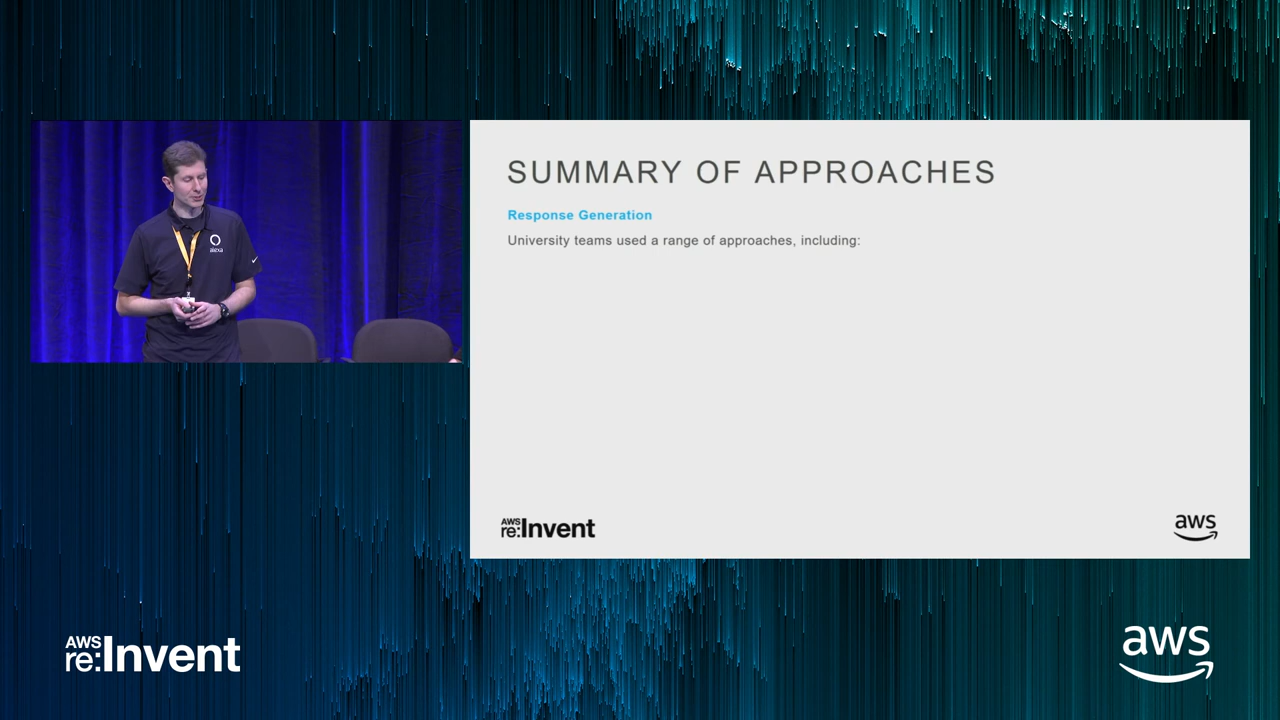 alexa
SUMMARY OF APPROACHES
Response Generation
University teams used a range of approaches, including:
AWS
re:Invent
aws
AWS
re:Invent
aws